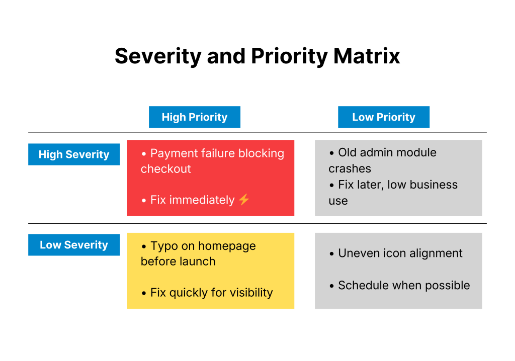 Severity and Priority Matrix
High Priority
Low Priority
High Severity
• Payment failure blocking
checkout
• Fix immediately ⚡
• Old admin module
crashes
• Fix later, low business
use
Low Severity
• Typo on homepage
before launch
• Fix quickly for visibility
• Uneven icon alignment
• Schedule when possible